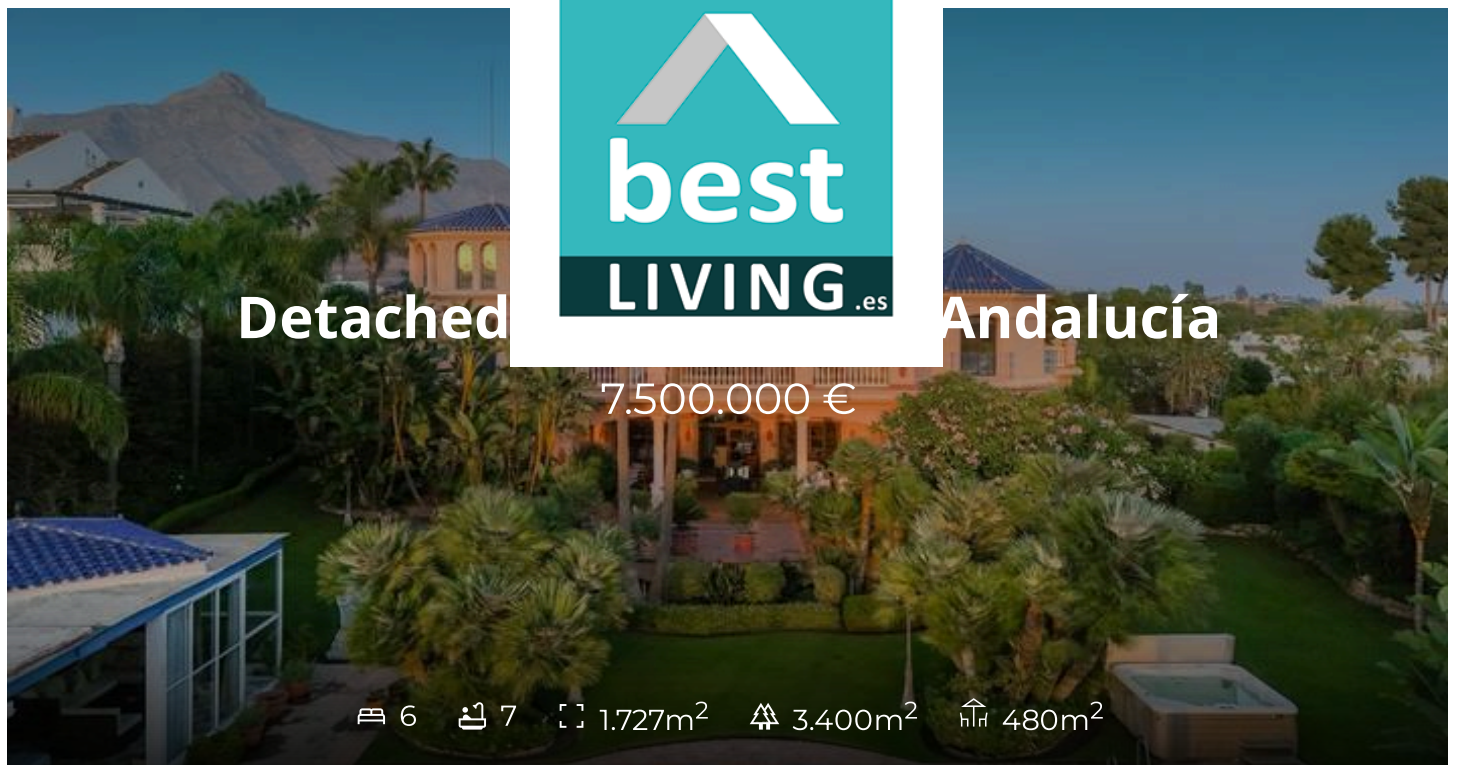 best
LIVING.es
Detached Andalucía
7.500.000 €
6 7 1.727m² 3.400m² 480m²